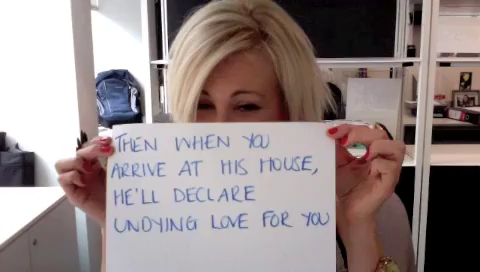 THEN WHEN YOU
ARRIVE AT HIS HOUSE,
HE'LL DECLARE
UNDYING LOVE FOR YOU